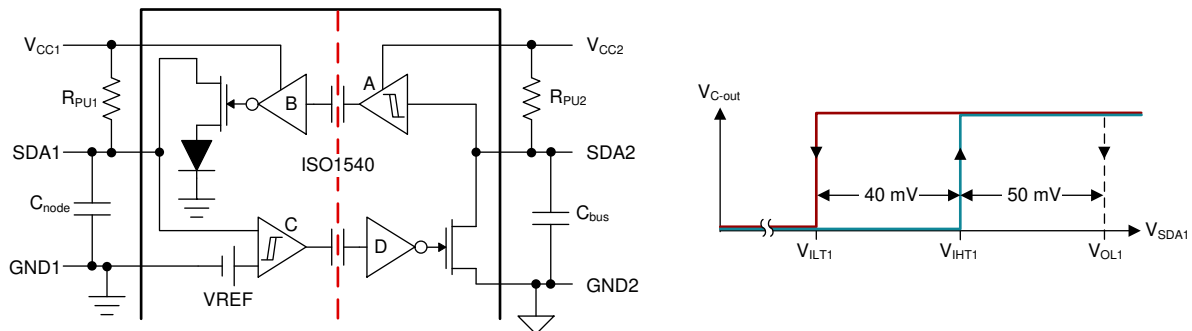 VCC1
VCC2
A
B
RPU1
RPU2
SDA1
ISO1540
SDA2
Cnode
C
D
Cbus
GND1
VREF
GND2
VC-out
40 mV
50 mV
VSDA1
VILT1
VIHT1
VOL1